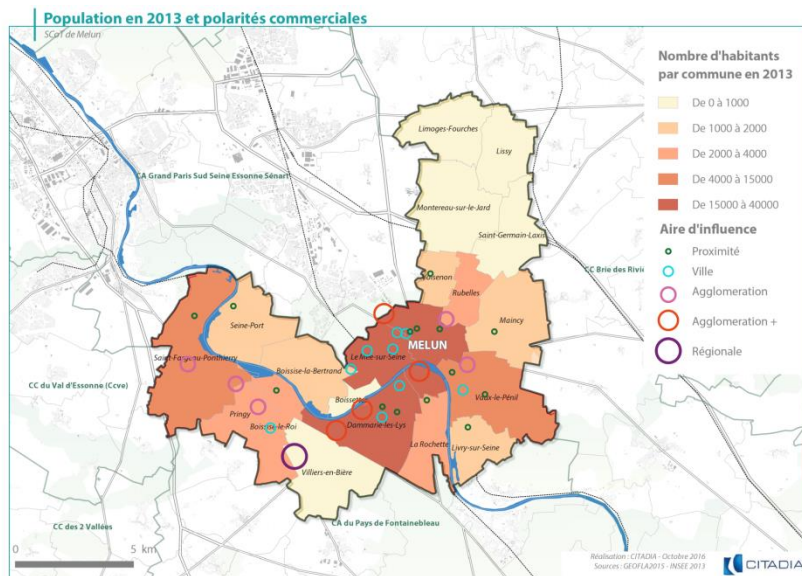 Population en 2013 et polarités commerciales
SCoT de Melun
Nombre d'habitants
par commune en 2013
De 0 à 1000
De 1000 à 2000
De 2000 à 4000
De 4000 à 15000
De 15000 à 40000
Aire d'influence
Proximité
Ville
Agglomération
Agglomération +
Régionale
Limoges-Fourches
Lissy
CA Grand Paris Sud Seine Essonne Sénart
Montereau-sur-le-Jard
Saint-Germain-Laxis
CC Brie des Riviè
Rubelles
Maincy
Seine-Port
MELUN
Le Mée-sur-Seine
Saint-Fargeau-Ponthierry
Boissise-la-Bertrand
CC du Val d'Essonne (Ccve)
Boissettes
Vaux-le-Pénil
Pringy
Boissise-le-Roi
Dammarie-les-Lys
La Rochette
Livry-sur-Seine
Villiers-en-Bière
CC des 2 Vallées
CA du Pays de Fontainebleau
0 5 km
Réalisation : CITADIA - Octobre 2016
Sources : GEOFLA2015 - INSEE 2013
CITADIA